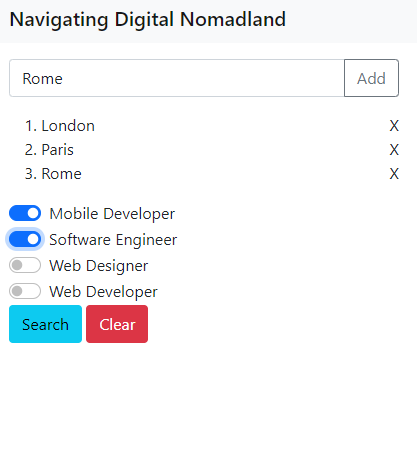 Navigating Digital Nomadland
Rome Add
1. London X
2. Paris X
3. Rome X
Mobile Developer
Software Engineer
Web Designer
Web Developer
Search Clear